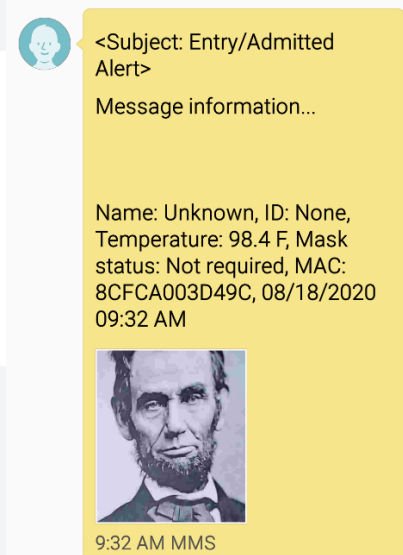 <Subject: Entry/Admitted
Alert>
Message information...
Name: Unknown, ID: None,
Temperature: 98.4 F, Mask
status: Not required, MAC:
8CFCA003D49C, 08/18/2020
09:32 AM
9:32 AM MMS